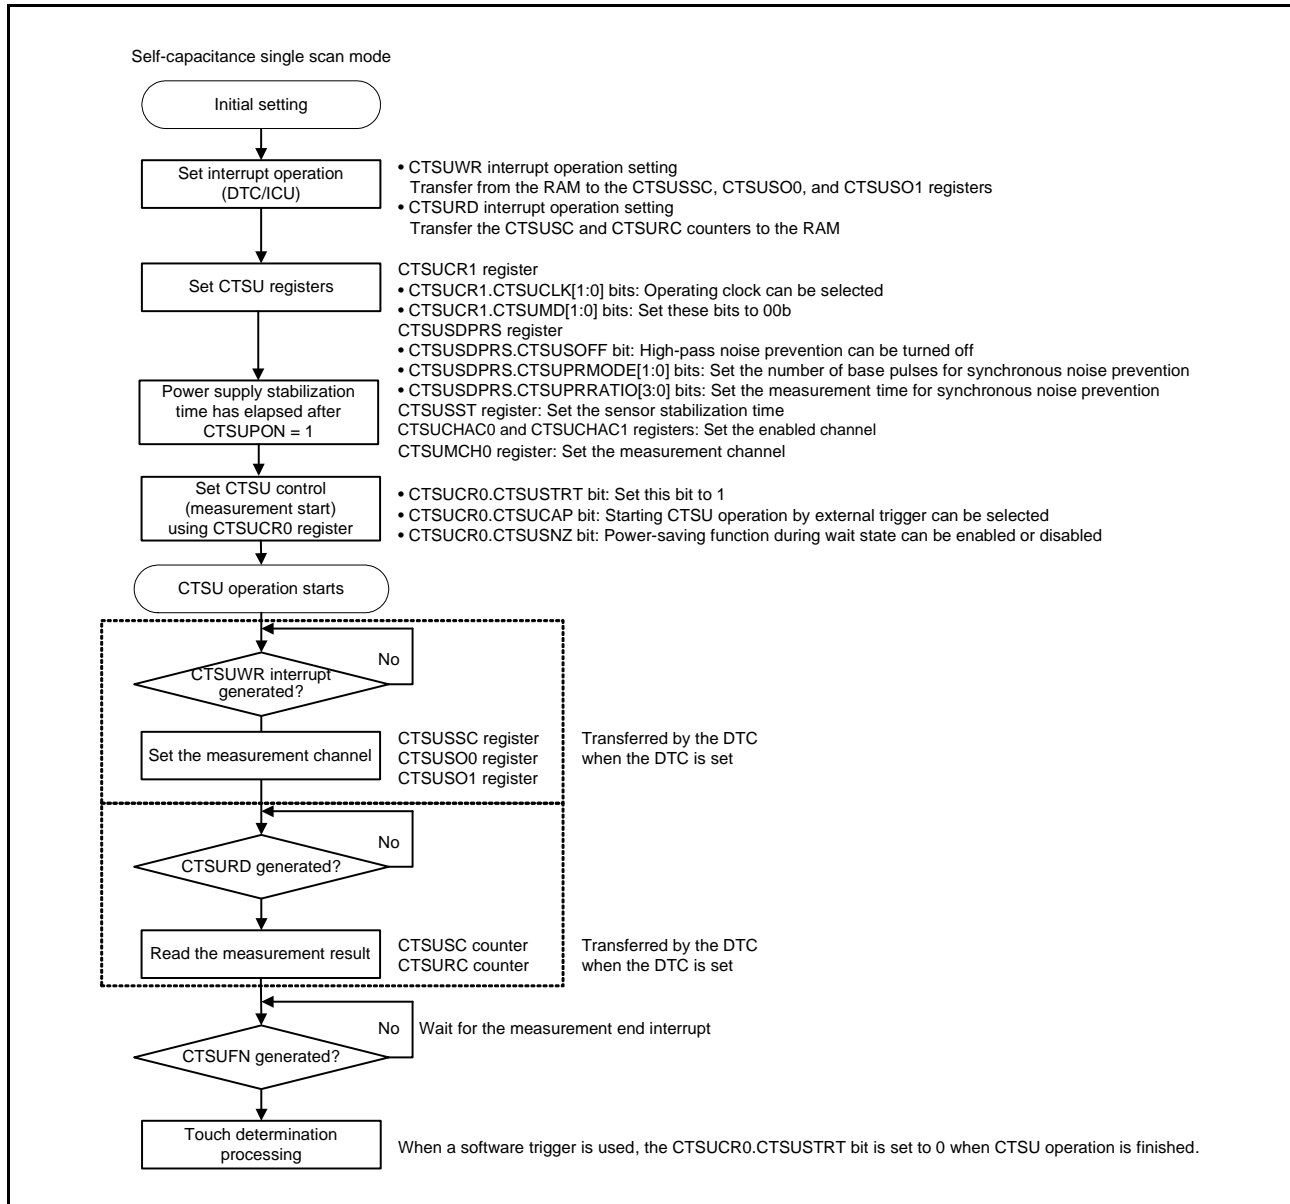 Self-capacitance single scan mode
Initial setting
Set interrupt operation
(DTC/ICU)
• CTSUWR interrupt operation setting
Transfer from the RAM to the CTSUSSC, CTSUSO0, and CTSUSO1 registers
• CTSURD interrupt operation setting
Transfer the CTSUSC and CTSURC counters to the RAM
Set CTSU registers
CTSUCR1 register
• CTSUCR1.CTSUCLK[1:0] bits: Operating clock can be selected
• CTSUCR1.CTSUMD[1:0] bits: Set these bits to 00b
CTSUSDPRS register
• CTSUSDPRS.CTSUSOFF bit: High-pass noise prevention can be turned off
• CTSUSDPRS.CTSUPRMODE[1:0] bits: Set the number of base pulses for synchronous noise prevention
• CTSUSDPRS.CTSUPRRATIO[3:0] bits: Set the measurement time for synchronous noise prevention
CTSUSST register: Set the sensor stabilization time
CTSUCHAC0 and CTSUCHAC1 registers: Set the enabled channel
CTSUMCH0 register: Set the measurement channel
Power supply stabilization
time has elapsed after
CTSUPON = 1
Set CTSU control
(measurement start)
using CTSUCR0 register
• CTSUCR0.CTSUSTRT bit: Set this bit to 1
• CTSUCR0.CTSUCAP bit: Starting CTSU operation by external trigger can be selected
• CTSUCR0.CTSUSNZ bit: Power-saving function during wait state can be enabled or disabled
CTSU operation starts
No
CTSUWR interrupt
generated?
Set the measurement channel
CTSUSSC register
CTSUSO0 register
CTSUSO1 register
Transferred by the DTC
when the DTC is set
No
CTSURD generated?
Read the measurement result
CTSUSC counter
CTSURC counter
Transferred by the DTC
when the DTC is set
No
Wait for the measurement end interrupt
CTSUFN generated?
Touch determination
processing
When a software trigger is used, the CTSUCR0.CTSUSTRT bit is set to 0 when CTSU operation is finished.